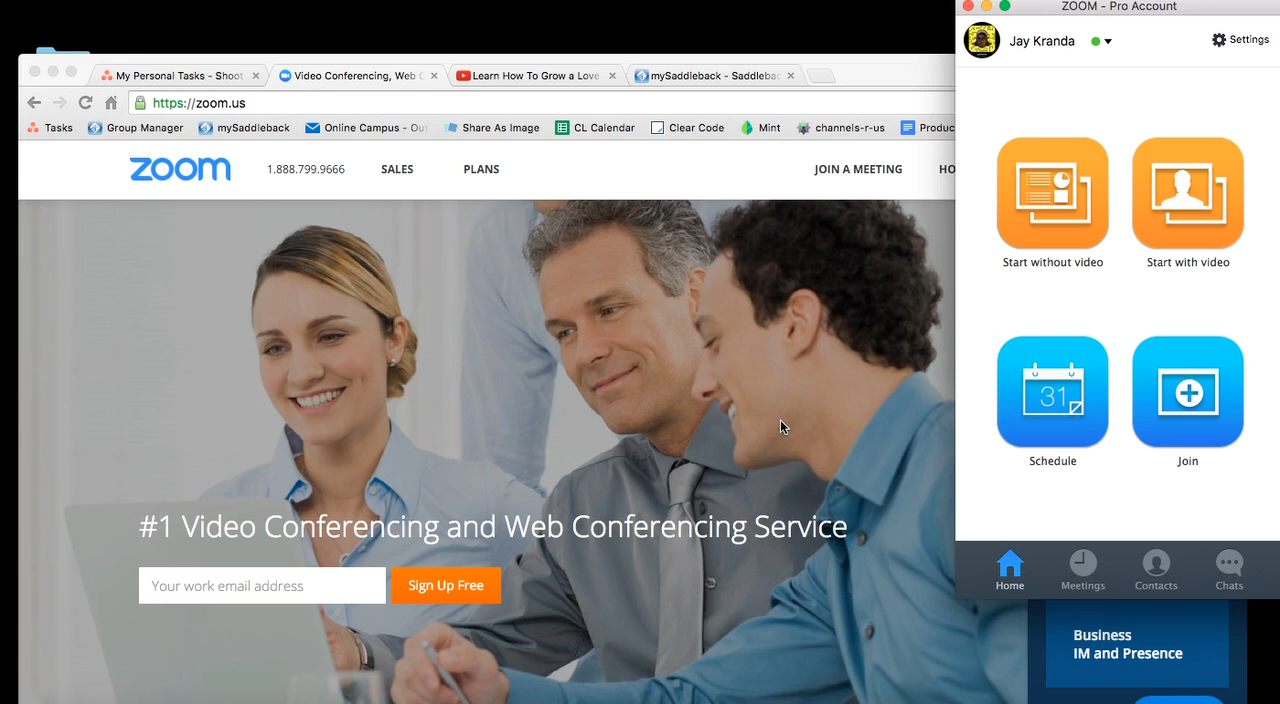 ZOOM - Pro Account
Jay Kranda
Settings
My Personal Tasks - Shoot
Video Conferencing, Web C
Learn How To Grow a Love
mySaddleback - Saddlebac
https://zoom.us
Tasks
Group Manager
mySaddleback
Online Campus - Ou
Share As Image
CL Calendar
Clear Code
Mint
channels-r-us
Produc
zoom
1.888.799.9666
SALES
PLANS
JOIN A MEETING
HO
#1 Video Conferencing and Web Conferencing Service
Your work email address
Sign Up Free
Start without video
Start with video
31
Schedule
Join
Home
Meetings
Contacts
Chats
Business
IM and Presence